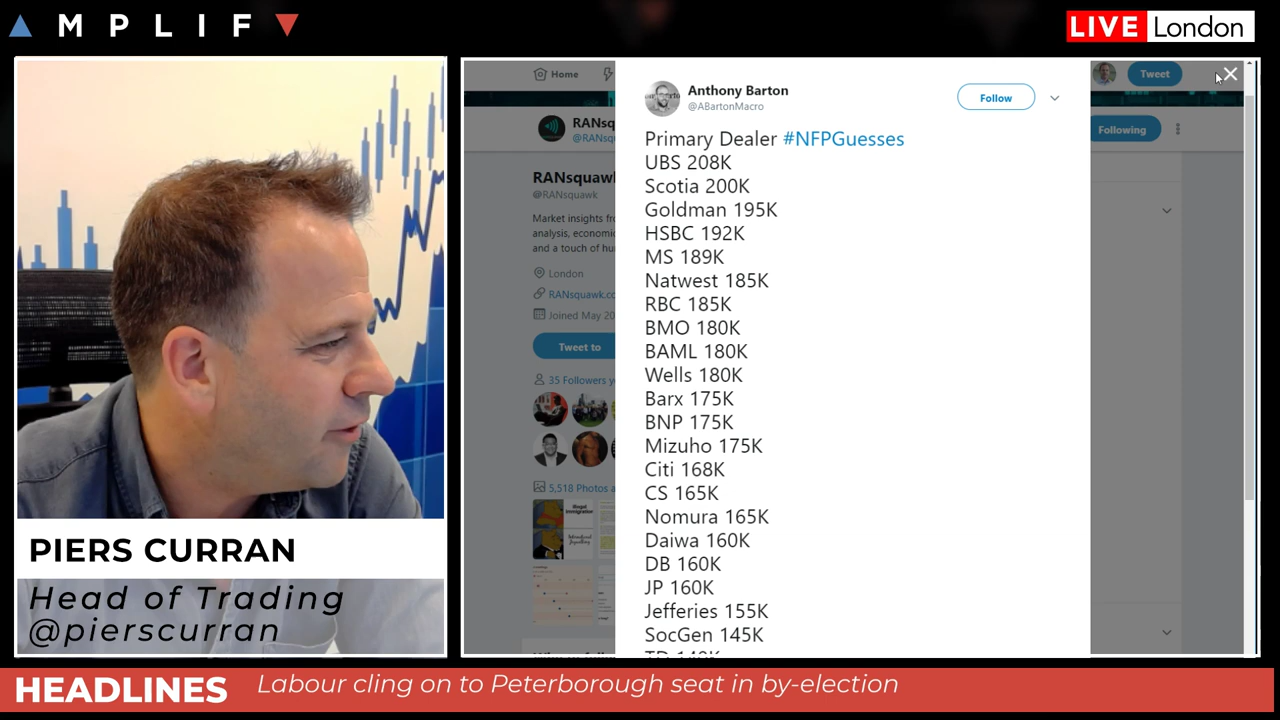 AMPLIFY
LIVE London
Home
Tweet
RANsq
@RANsq
Following
RANsquawk
@RANsquawk
Market insights fr
analysis, economi
and a touch of hu
London
RANsquawk.co
Joined May 20
Tweet to
35 Followers y
5,518 Photos a
Anthony Barton
@ABartonMacro
Follow
Primary Dealer #NFPGuesses
UBS 208K
Scotia 200K
Goldman 195K
HSBC 192K
MS 189K
Natwest 185K
RBC 185K
BMO 180K
BAML 180K
Wells 180K
Barx 175K
BNP 175K
Mizuho 175K
Citi 168K
CS 165K
Nomura 165K
Daiwa 160K
DB 160K
JP 160K
Jefferies 155K
SocGen 145K
PIERS CURRAN
Head of Trading
@pierscurran
HEADLINES Labour cling on to Peterborough seat in by-election